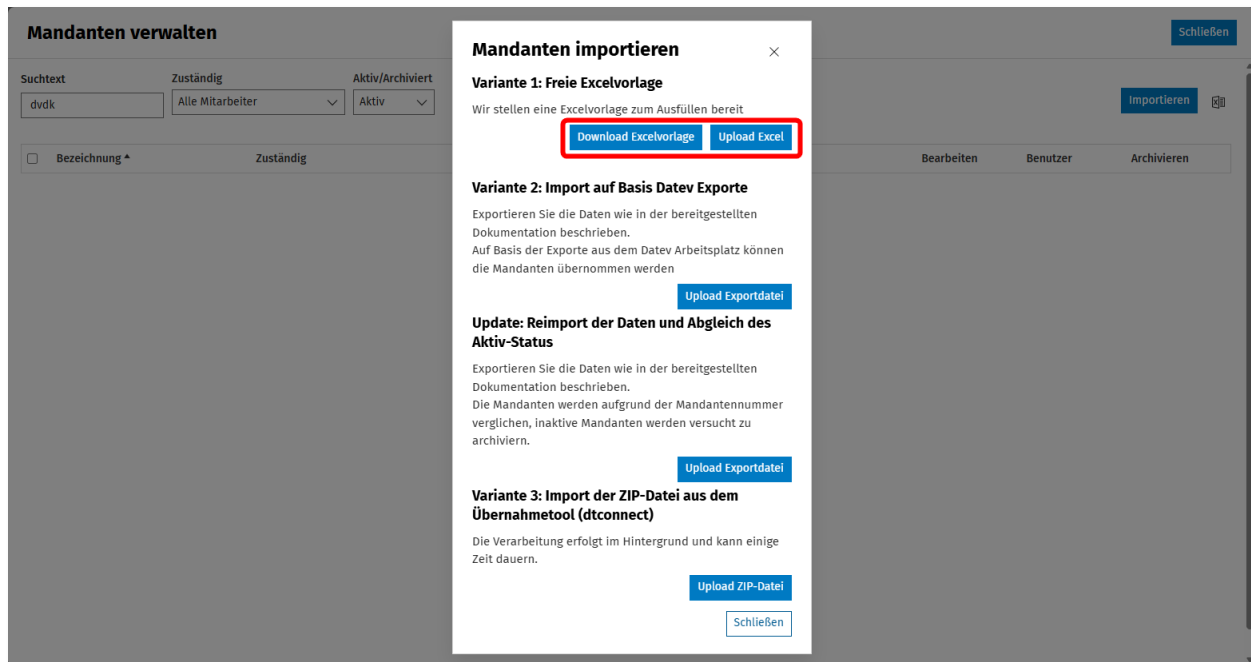 Mandanten verwalten
Schließen
Suchtext
Zuständig
Aktiv/Archiviert
dvdk
Alle Mitarbeiter
Aktiv
Importieren
Bezeichnung
Zuständig
Bearbeiten
Benutzer
Archivieren
Mandanten importieren
Variante 1: Freie Excelvorlage
Wir stellen eine Excelvorlage zum Ausfüllen bereit
Download Excelvorlage
Upload Excel
Variante 2: Import auf Basis Datev Exporte
Exportieren Sie die Daten wie in der bereitgestellten
Dokumentation beschrieben.
Auf Basis der Exporte aus dem Datev Arbeitsplatz können
die Mandanten übernommen werden
Upload Exportdatei
Update: Reimport der Daten und Abgleich des
Aktiv-Status
Exportieren Sie die Daten wie in der bereitgestellten
Dokumentation beschrieben.
Die Mandanten werden aufgrund der Mandantennummer
verglichen, inaktive Mandanten werden versucht zu
archiviern.
Upload Exportdatei
Variante 3: Import der ZIP-Datei aus dem
Übernahmetool (dtconnect)
Die Verarbeitung erfolgt im Hintergrund und kann einige
Zeit dauern.
Upload ZIP-Datei
Schließen